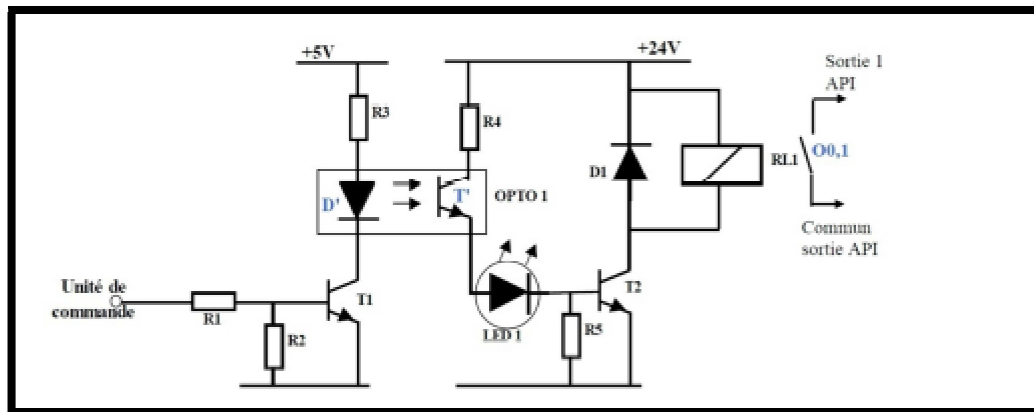 +5V
+24V
Sortie 1
API
R3
R4
D1
RL1
O0,1
D'
T'
OPTO 1
Commun
sortie API
Unité de
commande
R1
R2
T1
LED 1
R5
T2